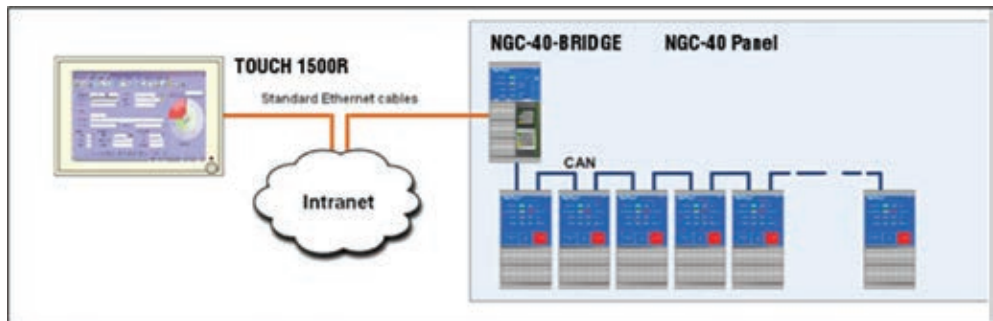 NGC-40-BRIDGE NGC-40 Panel
TOUCH 1500R
Standard Ethernet cables
CAN
Intranet